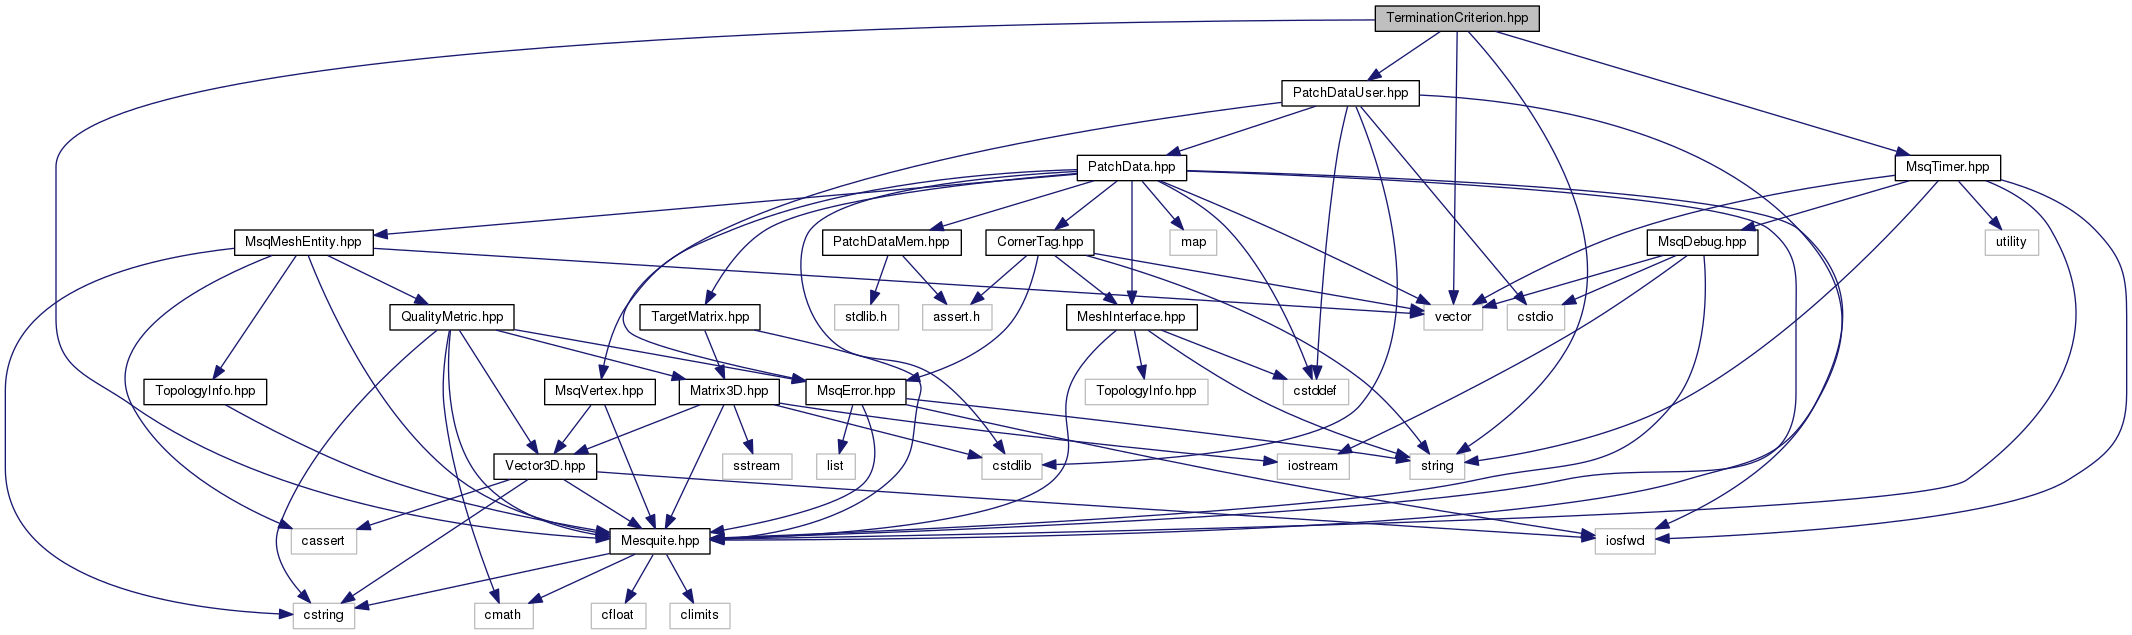 TerminationCriterion.hpp
PatchDataUser.hpp
PatchData.hpp
MsqTimer.hpp
MsqMeshEntity.hpp
PatchDataMem.hpp
CornerTag.hpp
map
MsqDebug.hpp
utility
QualityMetric.hpp
TargetMatrix.hpp
stdlib.h
assert.h
MeshInterface.hpp
vector
cstdio
TopologyInfo.hpp
MsqVertex.hpp
Matrix3D.hpp
MsqError.hpp
TopologyInfo.hpp
cstddef
Vector3D.hpp
sstream
list
cstdlib
iostream
string
cassert
Mesquite.hpp
iosfwd
cstring
cmath
cfloat
climits